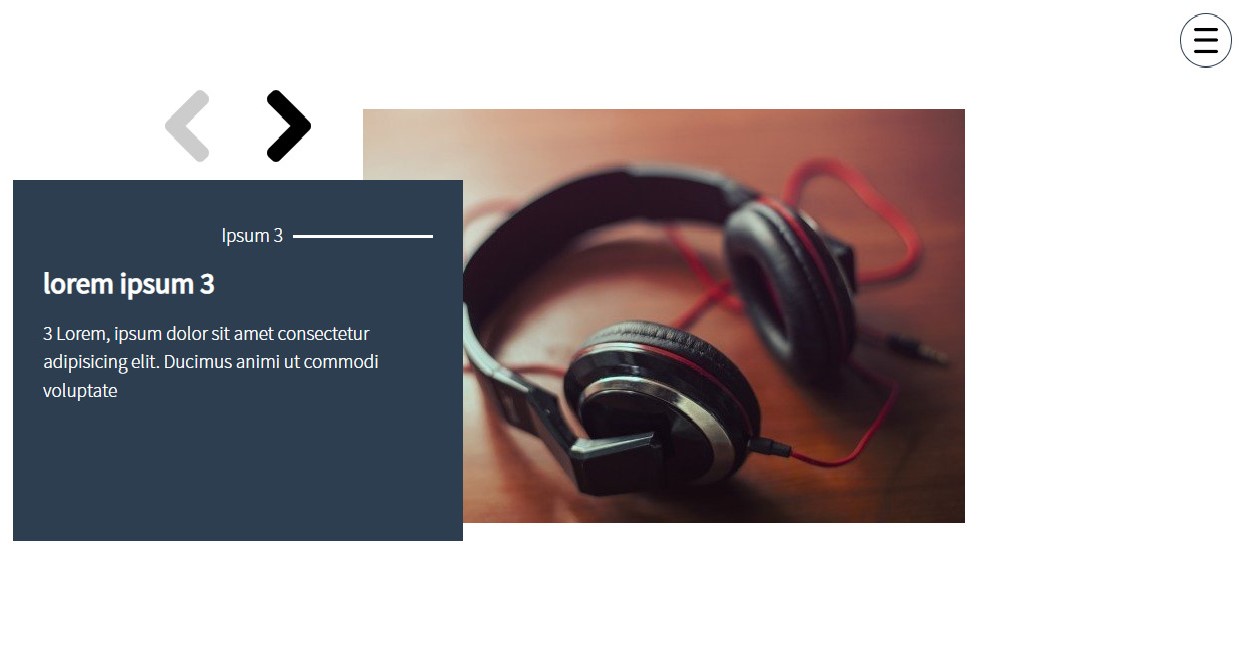 Ipsum 3
lorem ipsum 3
3 Lorem, ipsum dolor sit amet consectetur
adipisicing elit. Ducimus animi ut commodi
voluptate